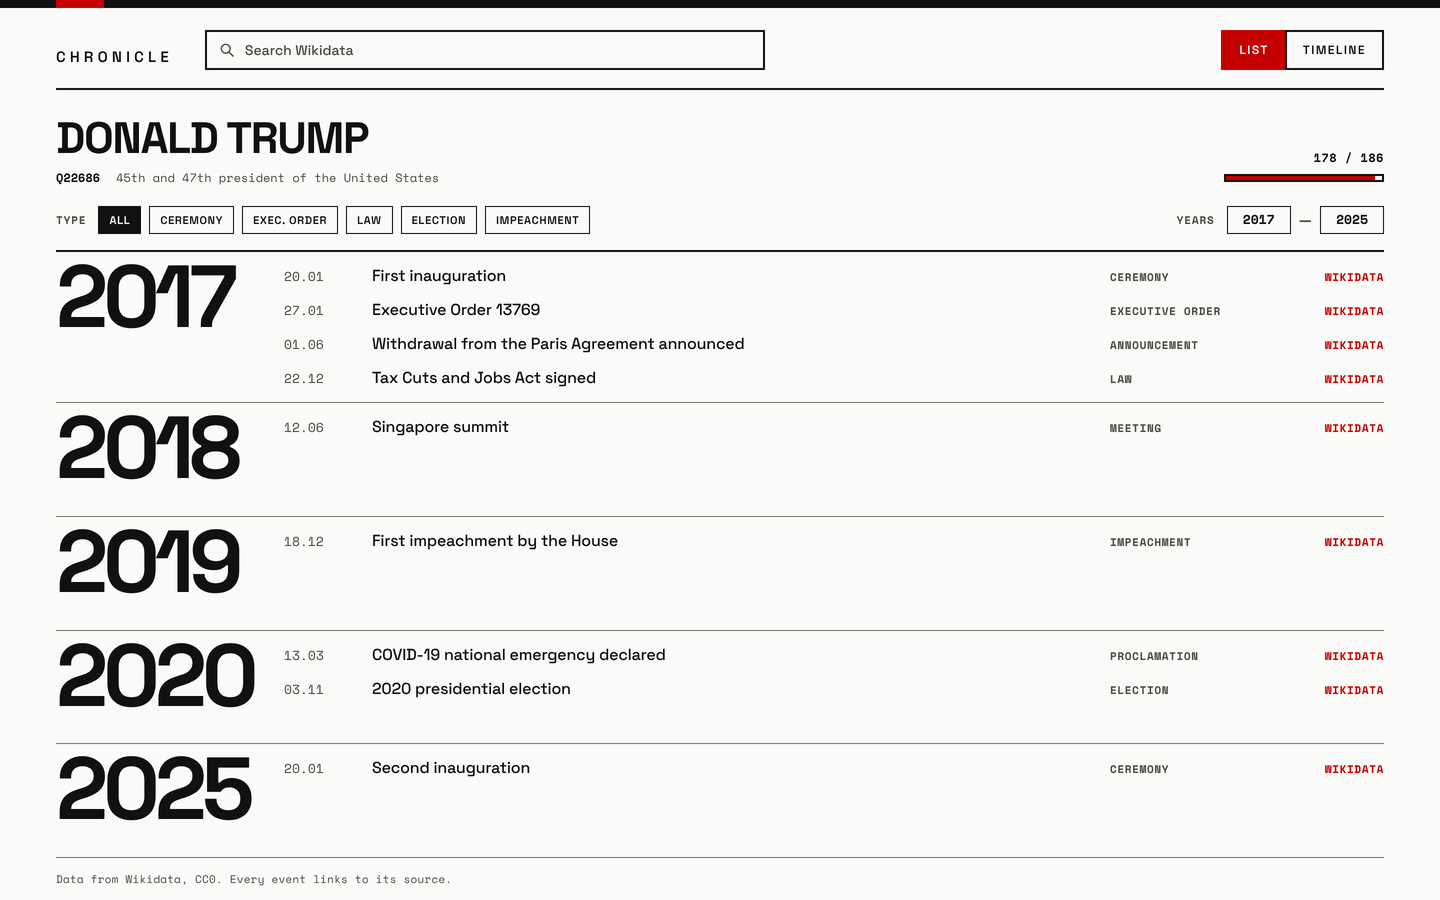 CHRONICLE
Search Wikidata
LIST TIMELINE
DONALD TRUMP
178 / 186
Q22686 45th and 47th president of the United States
TYPE ALL CEREMONY EXEC. ORDER LAW ELECTION IMPEACHMENT
YEARS 2017 — 2025
2017
20.01 First inauguration CEREMONY WIKIDATA
27.01 Executive Order 13769 EXECUTIVE ORDER WIKIDATA
01.06 Withdrawal from the Paris Agreement announced ANNOUNCEMENT WIKIDATA
22.12 Tax Cuts and Jobs Act signed LAW WIKIDATA
2018
12.06 Singapore summit MEETING WIKIDATA
2019
18.12 First impeachment by the House IMPEACHMENT WIKIDATA
2020
13.03 COVID-19 national emergency declared PROCLAMATION WIKIDATA
03.11 2020 presidential election ELECTION WIKIDATA
2025
20.01 Second inauguration CEREMONY WIKIDATA
Data from Wikidata, CC0. Every event links to its source.